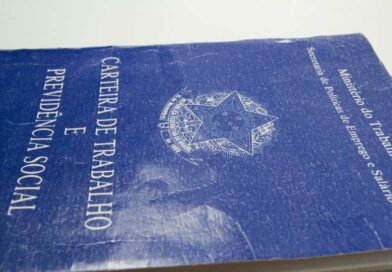 Ministério do Trabalho
Secretaria de Políticas de Emprego e Salário
CARTEIRA DE TRABALHO
E
PREVIDÊNCIA SOCIAL